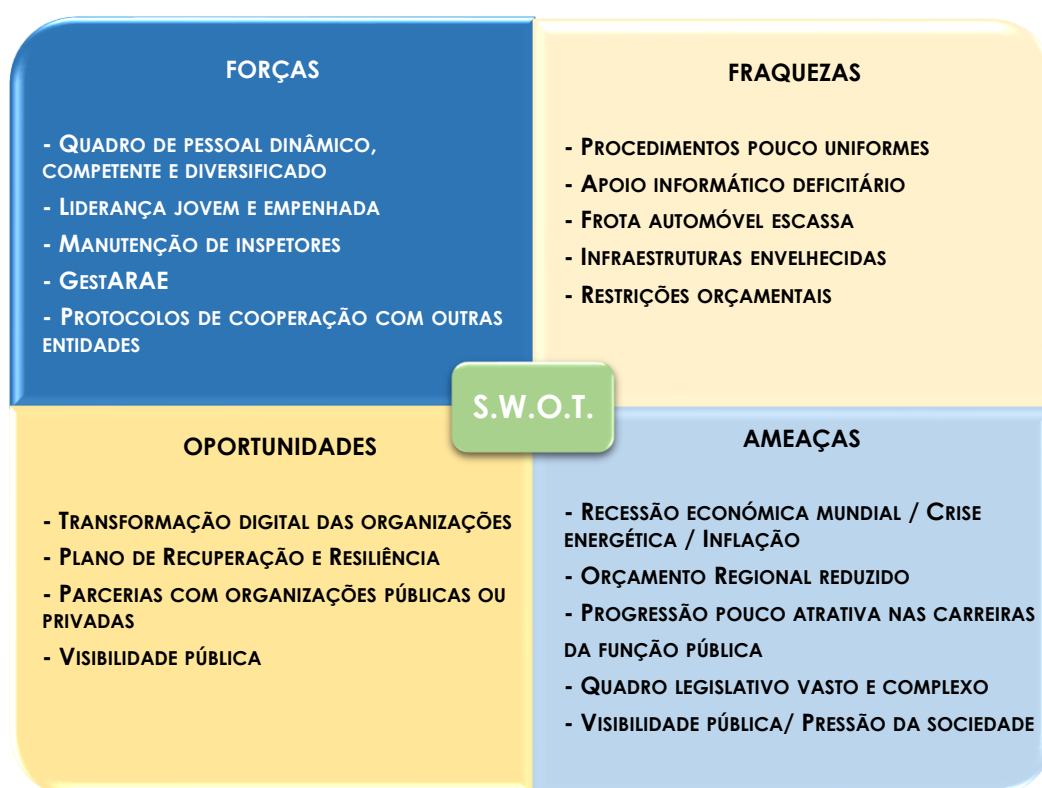 FORÇAS
- QUADRO DE PESSOAL DINÂMICO,
COMPETENTE E DIVERSIFICADO
- LIDERANÇA JOVEM E EMPENHADA
- MANUTENÇÃO DE INSPETORES
- GESTARAE
- PROTOCOLOS DE COOPERAÇÃO COM OUTRAS
ENTIDADES
FRAQUEZAS
- PROCEDIMENTOS POUCO UNIFORMES
- APOIO INFORMÁTICO DEFICITÁRIO
- FROTA AUTOMÓVEL ESCASSA
- INFRAESTRUTURAS ENVELHECIDAS
- RESTRIÇÕES ORÇAMENTAIS
S.W.O.T.
OPORTUNIDADES
- TRANSFORMAÇÃO DIGITAL DAS ORGANIZAÇÕES
- PLANO DE RECUPERAÇÃO E RESILIÊNCIA
- PARCERIAS COM ORGANIZAÇÕES PÚBLICAS OU
PRIVADAS
- VISIBILIDADE PÚBLICA
AMEAÇAS
- RECESSÃO ECONÓMICA MUNDIAL / CRISE
ENERGÉTICA / INFLAÇÃO
- ORÇAMENTO REGIONAL REDUZIDO
- PROGRESSÃO POUCO ATRATIVA NAS CARREIRAS
DA FUNÇÃO PÚBLICA
- QUADRO LEGISLATIVO VASTO E COMPLEXO
- VISIBILIDADE PÚBLICA/ PRESSÃO DA SOCIEDADE